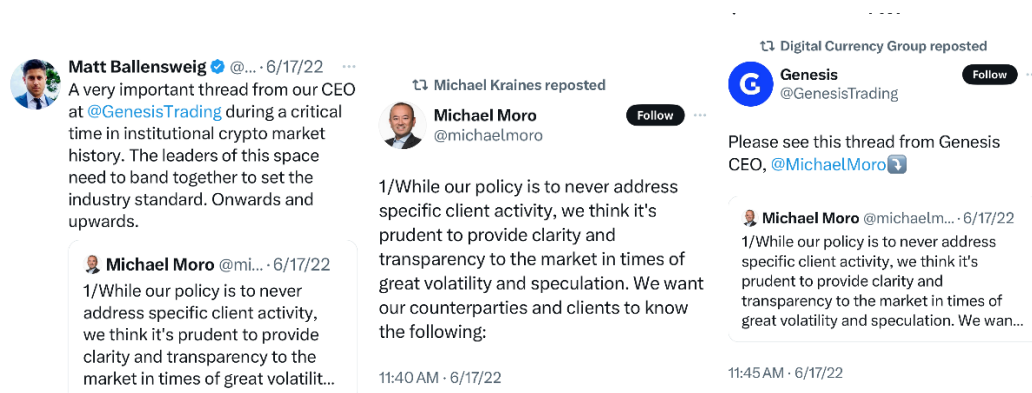 Matt Ballensweig @... · 6/17/22 ...
A very important thread from our CEO
at @GenesisTrading during a critical
time in institutional crypto market
history. The leaders of this space
need to band together to set the
industry standard. Onwards and
upwards.
Michael Moro @mi... · 6/17/22
1/While our policy is to never
address specific client activity,
we think it's prudent to provide
clarity and transparency to the
market in times of great volatilit...
Michael Kraines reposted
Michael Moro
Follow ...
@michaelmoro
1/While our policy is to never address
specific client activity, we think it's
prudent to provide clarity and
transparency to the market in times of
great volatility and speculation. We want
our counterparties and clients to know
the following:
11:40 AM · 6/17/22
Digital Currency Group reposted
G
Genesis
Follow
@GenesisTrading
Please see this thread from Genesis
CEO, @MichaelMoro⤵️
Michael Moro @michaelm... · 6/17/22
1/While our policy is to never address
specific client activity, we think it's
prudent to provide clarity and
transparency to the market in times of
great volatility and speculation. We wan...
11:45 AM · 6/17/22